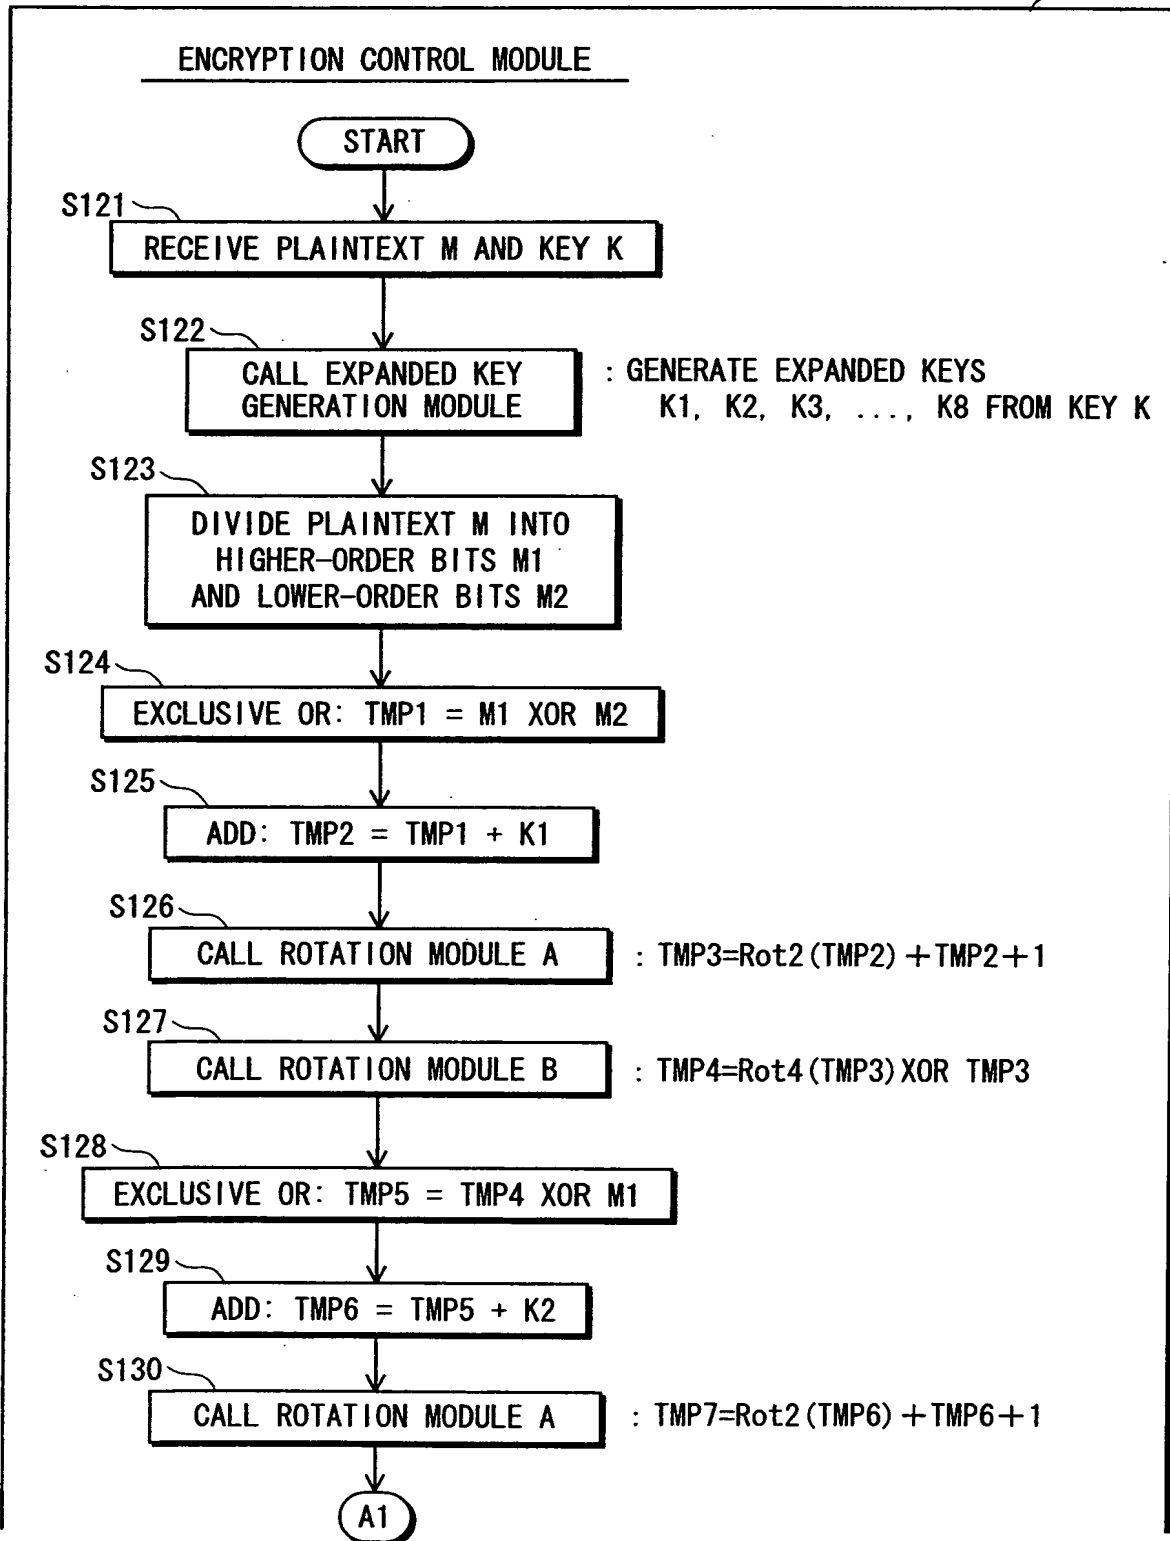 ENCRYPTION CONTROL MODULE
START
S121
RECEIVE PLAINTEXT M AND KEY K
S122
CALL EXPANDED KEY
GENERATION MODULE
: GENERATE EXPANDED KEYS
K1, K2, K3, ..., K8 FROM KEY K
S123
DIVIDE PLAINTEXT M INTO
HIGHER-ORDER BITS M1
AND LOWER-ORDER BITS M2
S124
EXCLUSIVE OR: TMP1 = M1 XOR M2
S125
ADD: TMP2 = TMP1 + K1
S126
CALL ROTATION MODULE A
: TMP3=Rot2(TMP2)+TMP2+1
S127
CALL ROTATION MODULE B
: TMP4=Rot4(TMP3)XOR TMP3
S128
EXCLUSIVE OR: TMP5 = TMP4 XOR M1
S129
ADD: TMP6 = TMP5 + K2
S130
CALL ROTATION MODULE A
: TMP7=Rot2(TMP6)+TMP6+1
A1